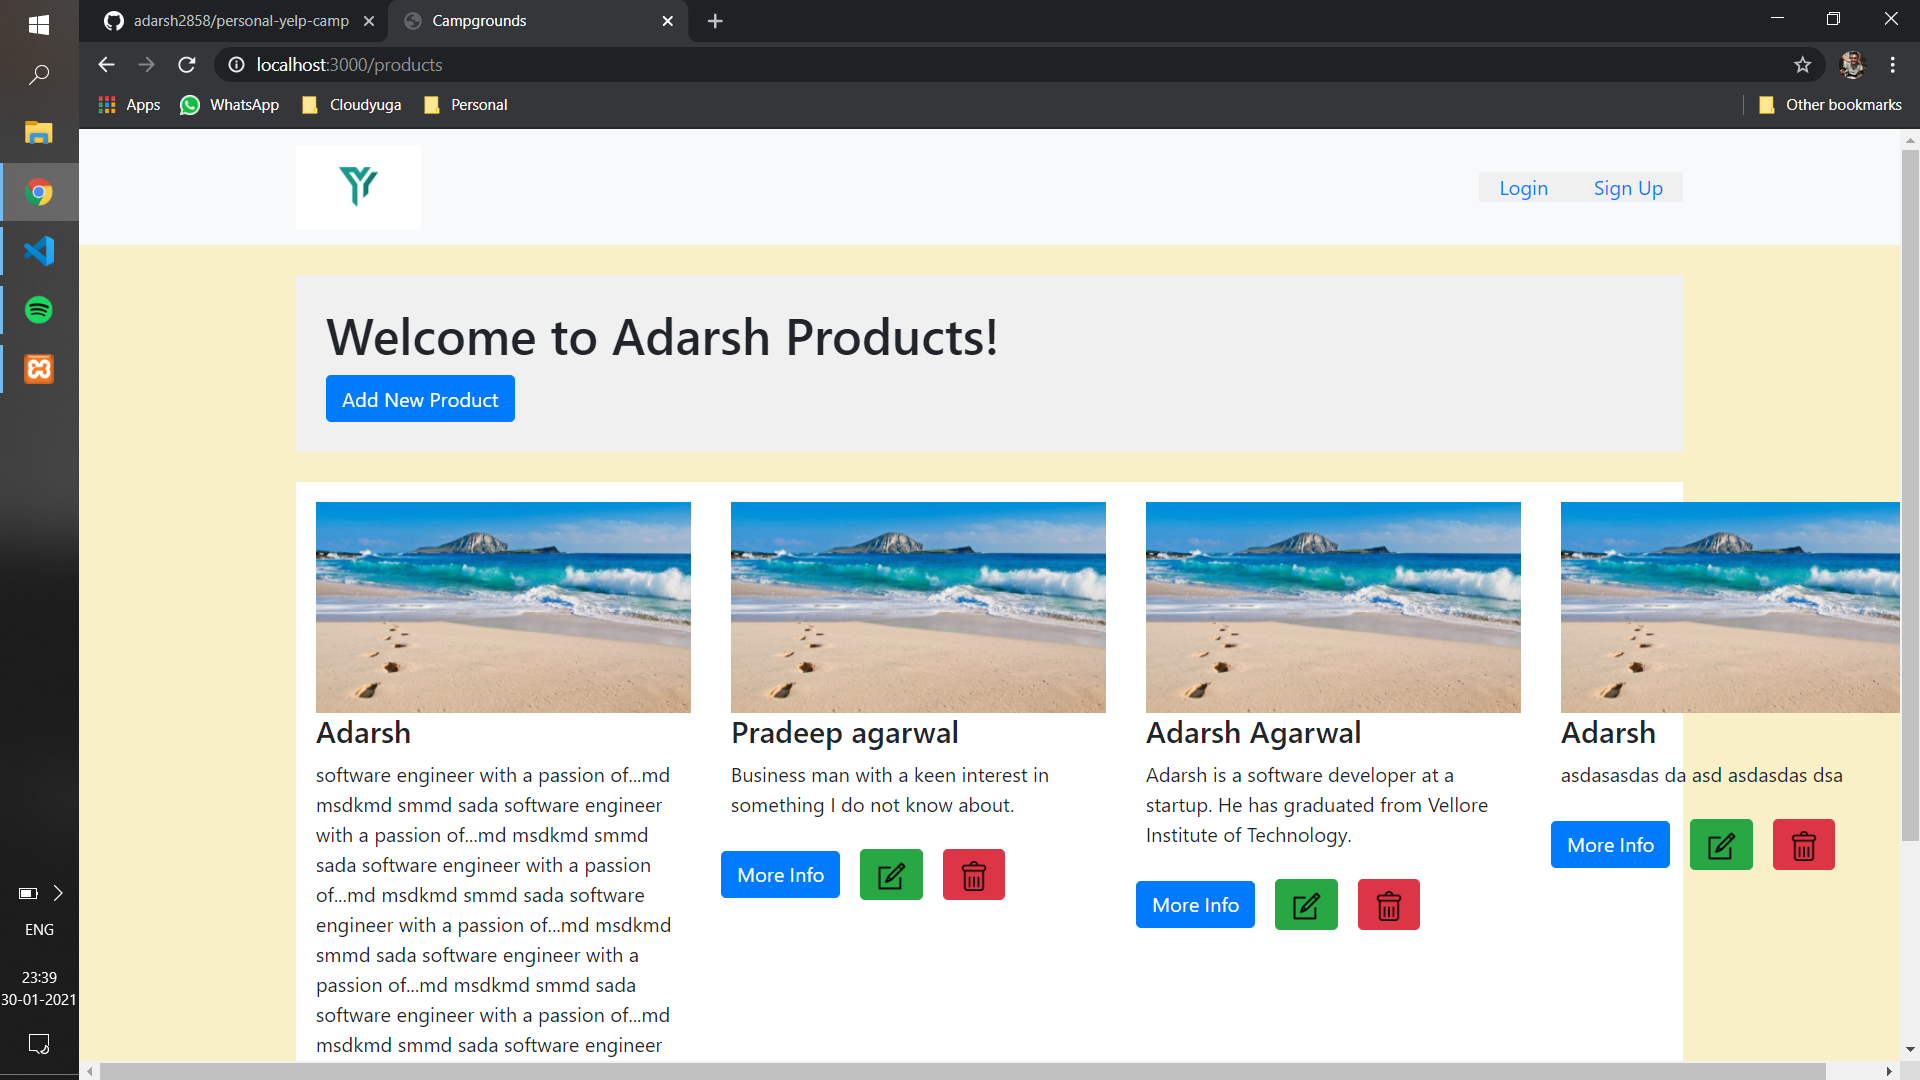 adarsh2858/personal-yelp-camp
Campgrounds
localhost:3000/products
Apps
WhatsApp
Cloudyuga
Personal
Other bookmarks
Login
Sign Up
Welcome to Adarsh Products!
Add New Product
Adarsh
software engineer with a passion of...md
msdkmd smmd sada software engineer
with a passion of...md msdkmd smmd
sada software engineer with a passion
of...md msdkmd smmd sada software
engineer with a passion of...md msdkmd
smmd sada software engineer with a
passion of...md msdkmd smmd sada
software engineer with a passion of...md
msdkmd smmd sada software engineer
Pradeep agarwal
Business man with a keen interest in
something I do not know about.
More Info
Adarsh Agarwal
Adarsh is a software developer at a
startup. He has graduated from Vellore
Institute of Technology.
More Info
Adarsh
asdasasdas da asd asdasdas dsa
More Info
ENG
23:39
30-01-2021